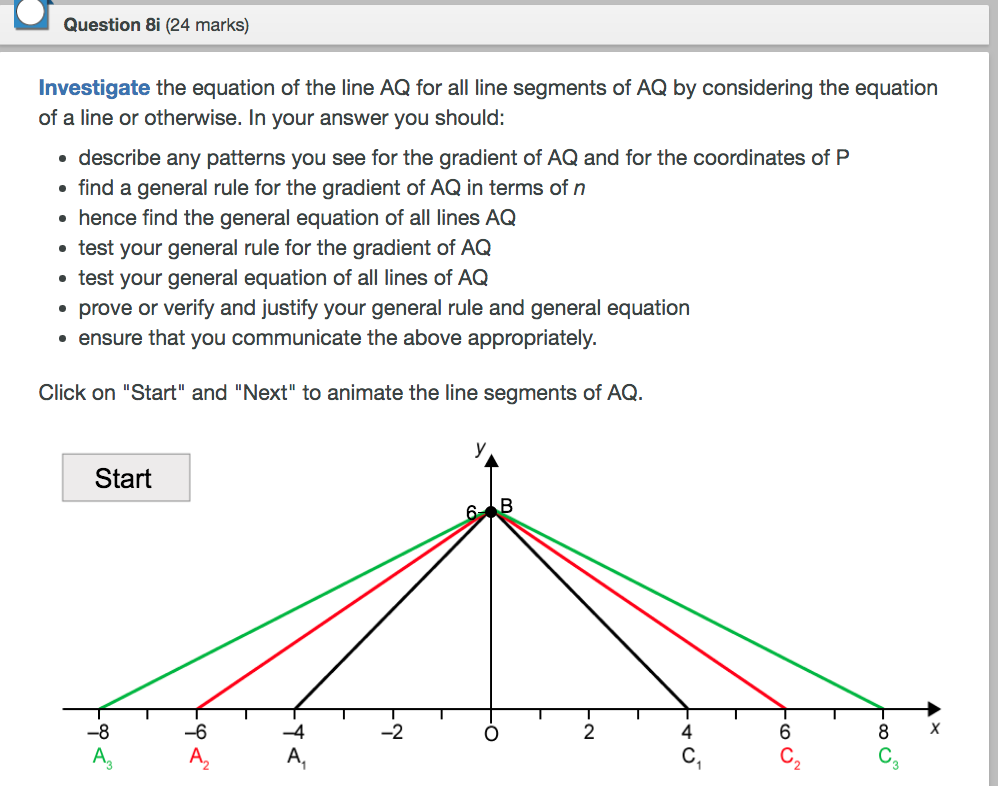 Question 8i (24 marks)
Investigate the equation of the line AQ for all line segments of AQ by considering the equation
of a line or otherwise. In your answer you should:
• describe any patterns you see for the gradient of AQ and for the coordinates of P
• find a general rule for the gradient of AQ in terms of n
• hence find the general equation of all lines AQ
• test your general rule for the gradient of AQ
• test your general equation of all lines of AQ
• prove or verify and justify your general rule and general equation
• ensure that you communicate the above appropriately.
Click on "Start" and "Next" to animate the line segments of AQ.
y
Start
6 B
-8 -6 -4 -2 O 2 4 6 8 x
A₃ A₂ A₁ C₁ C₂ C₃